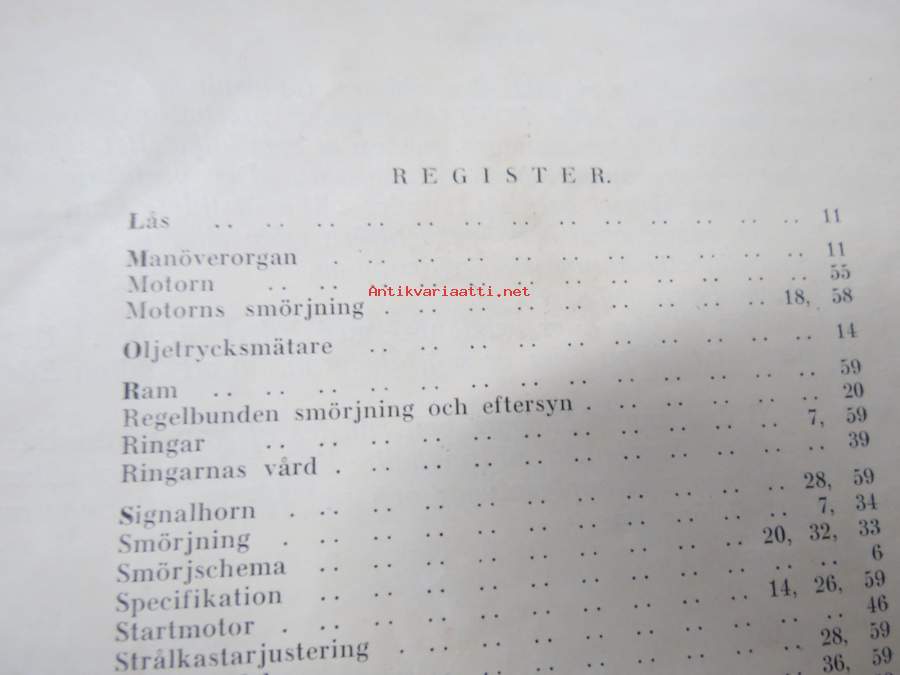 REGISTER.
Lås .. .. .. .. .. .. .. .. .. .. .. .. 11
Manöverorgan . .. .. .. .. .. .. .. .. .. 11
Motorn .. .. .. .. .. .. .. .. .. .. .. 55
Antikvariaatti.net
Motorns smörjning . .. .. .. .. .. .. .. 18, 58
Oljetrycksmätare .. .. .. .. .. .. .. .. .. 14
Ram .. .. .. .. .. .. .. .. .. .. .. .. 59
Regelbunden smörjning och eftersyn . .. .. .. .. 20
Ringar .. .. .. .. .. .. .. .. .. .. 7, 59
Ringarnas vård . .. .. .. .. .. .. .. .. .. 39
Signalhorn . .. .. .. .. .. .. .. .. .. 28, 59
Smörjning . .. .. .. .. .. .. .. .. .. 7, 34
Smörjschema .. .. .. .. .. .. .. .. .. 20, 32, 33
Specifikation .. .. .. .. .. .. .. .. .. .. 6
Startmotor . .. .. .. .. .. .. .. .. 14, 26, 59
Strålkastarjustering . .. .. .. .. .. .. .. .. 46
28, 59
36, 59